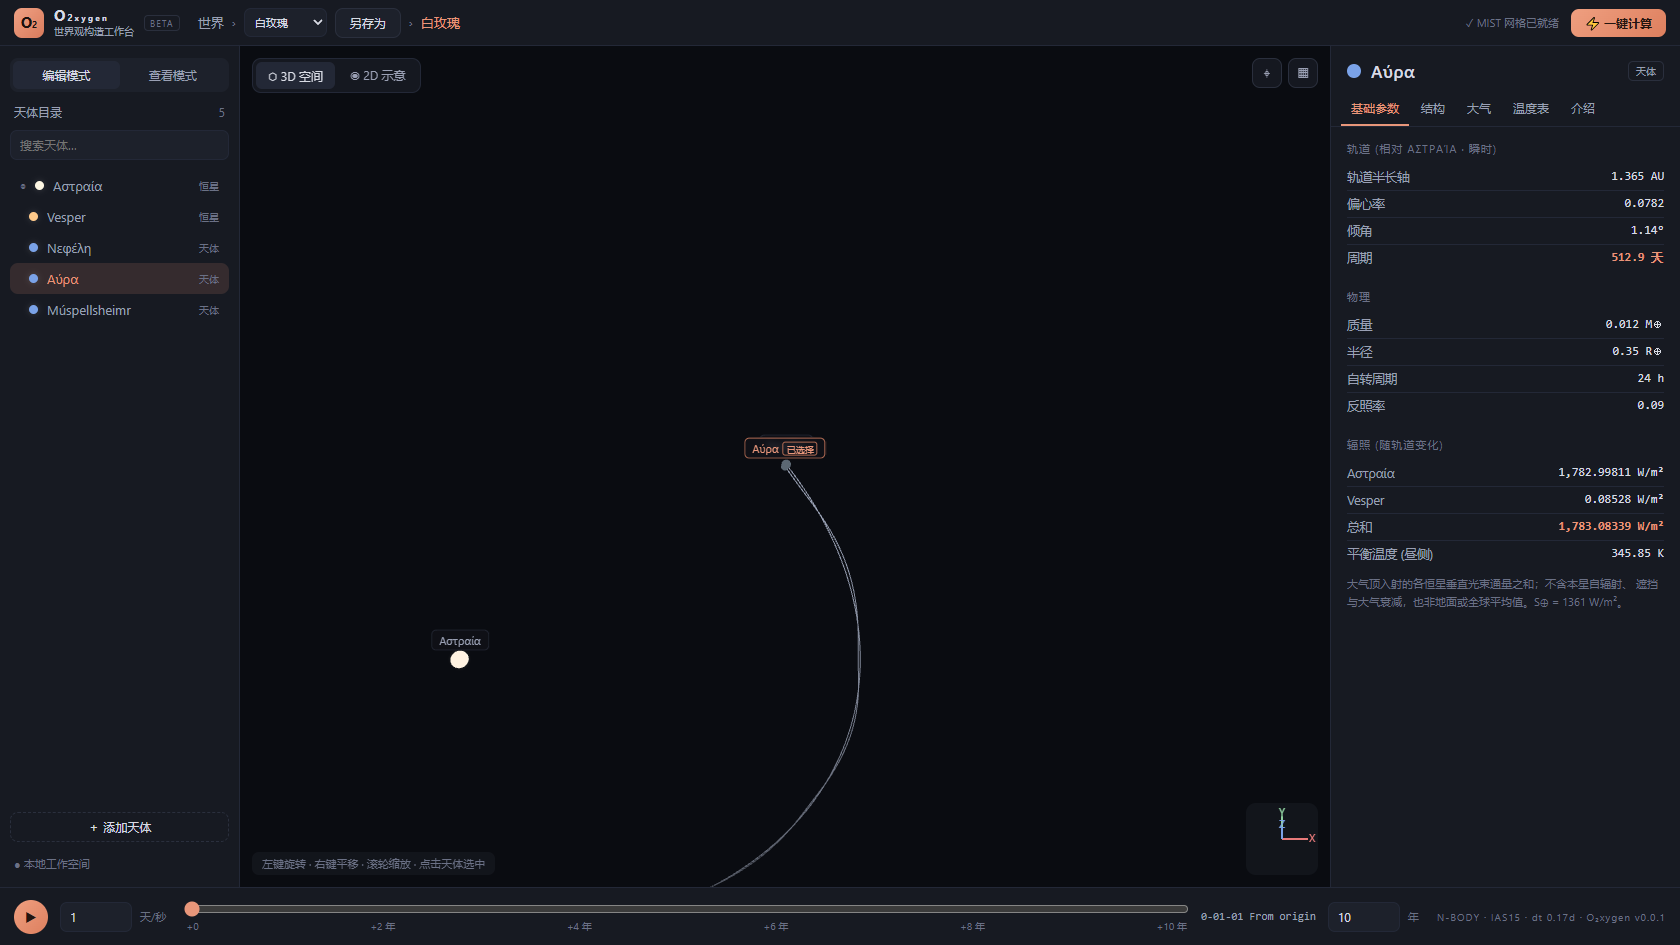 O₂ O₂xygen 世界观构造工作台 BETA 世界 › 白玫瑰 另存为 › 白玫瑰 ✓ MIST 网格已就绪 ⚡一键计算
编辑模式 查看模式
天体目录 5
搜索天体...
Αστραία 恒星
Vesper 恒星
Νεφέλη 天体
Αύρα 天体
Múspellsheimr 天体
+ 添加天体
本地工作空间
3D 空间 2D 示意
Αύρα 已选择
Αστραία
左键旋转 · 右键平移 · 滚轮缩放 · 点击天体选中
Y
Z
X
Αύρα 天体
基础参数 结构 大气 温度表 介绍
轨道 (相对 ΑΣΤΡΑΊΑ · 瞬时)
轨道半长轴 1.365 AU
偏心率 0.0782
倾角 1.14°
周期 512.9 天
物理
质量 0.012 M⊕
半径 0.35 R⊕
自转周期 24 h
反照率 0.09
辐照 (随轨道变化)
Αστραία 1,782.99811 W/m²
Vesper 0.08528 W/m²
总和 1,783.08339 W/m²
平衡温度 (昼侧) 345.85 K
大气顶入射的各恒星垂直光束通量之和；不含本星自辐射、 遮挡
与大气衰减，也非地面或全球平均值。S⊕ = 1361 W/m²。
1 天/秒 0-01-01 From origin 10 年 N-BODY · IAS15 · dt 0.17d · O₂xygen v0.0.1
+0 +2 年 +4 年 +6 年 +8 年 +10 年